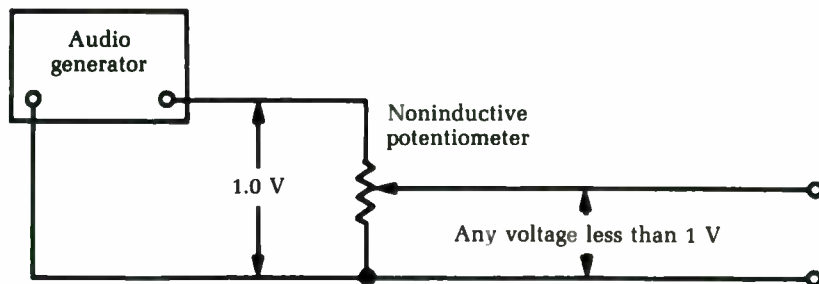 Audio
generator
Noninductive
potentiometer
1.0 V
Any voltage less than 1 V